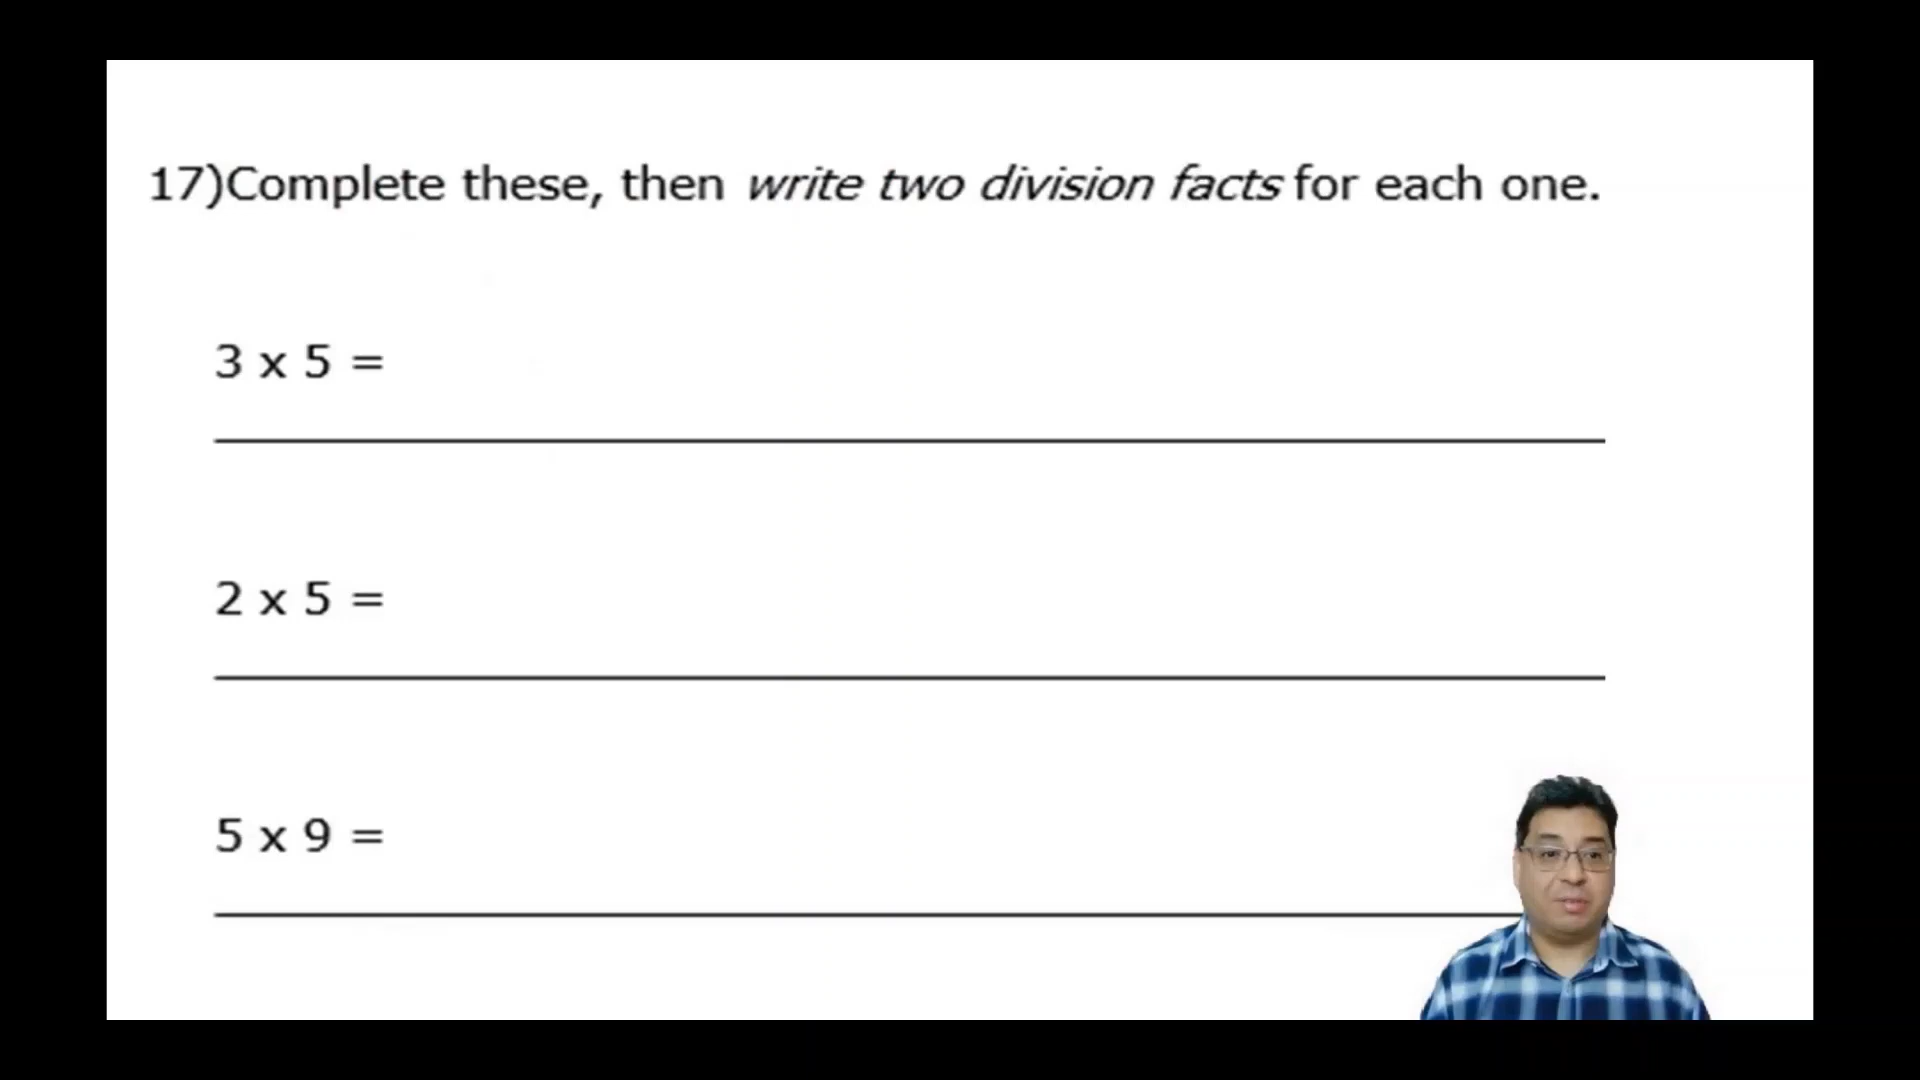 17)Complete these, then write two division facts for each one.
3 x 5 =
2 x 5 =
5 x 9 =